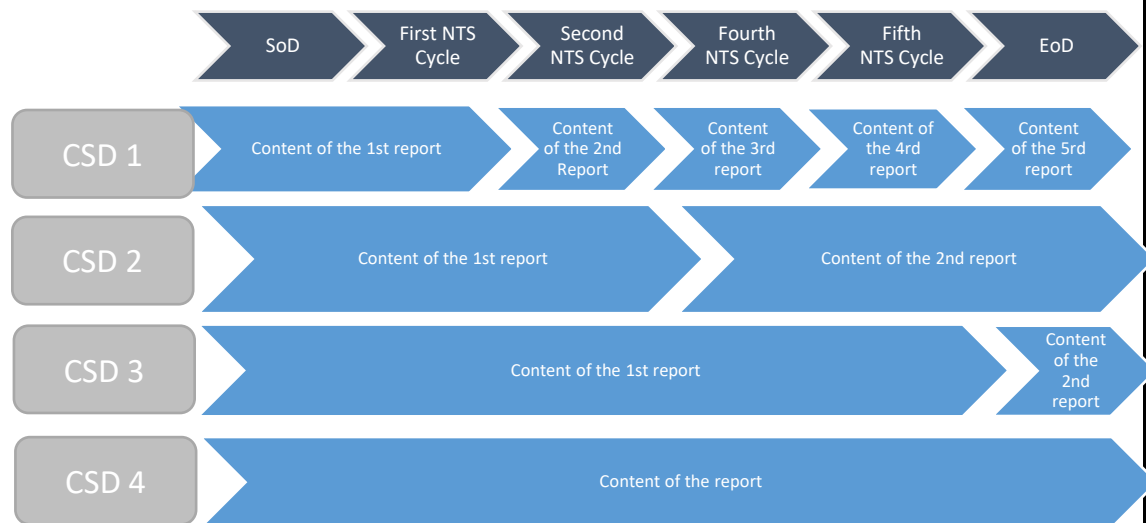 SoD
First NTS
Cycle
Second
NTS Cycle
Fourth
NTS Cycle
Fifth
NTS Cycle
EoD
CSD 1
Content of the 1st report
Content
of the 2nd
Report
Content
of the 3rd
report
Content of
the 4rd
report
Content
of the 5rd
report
CSD 2
Content of the 1st report
Content of the 2nd report
CSD 3
Content of the 1st report
Content
of the
2nd
report
CSD 4
Content of the report